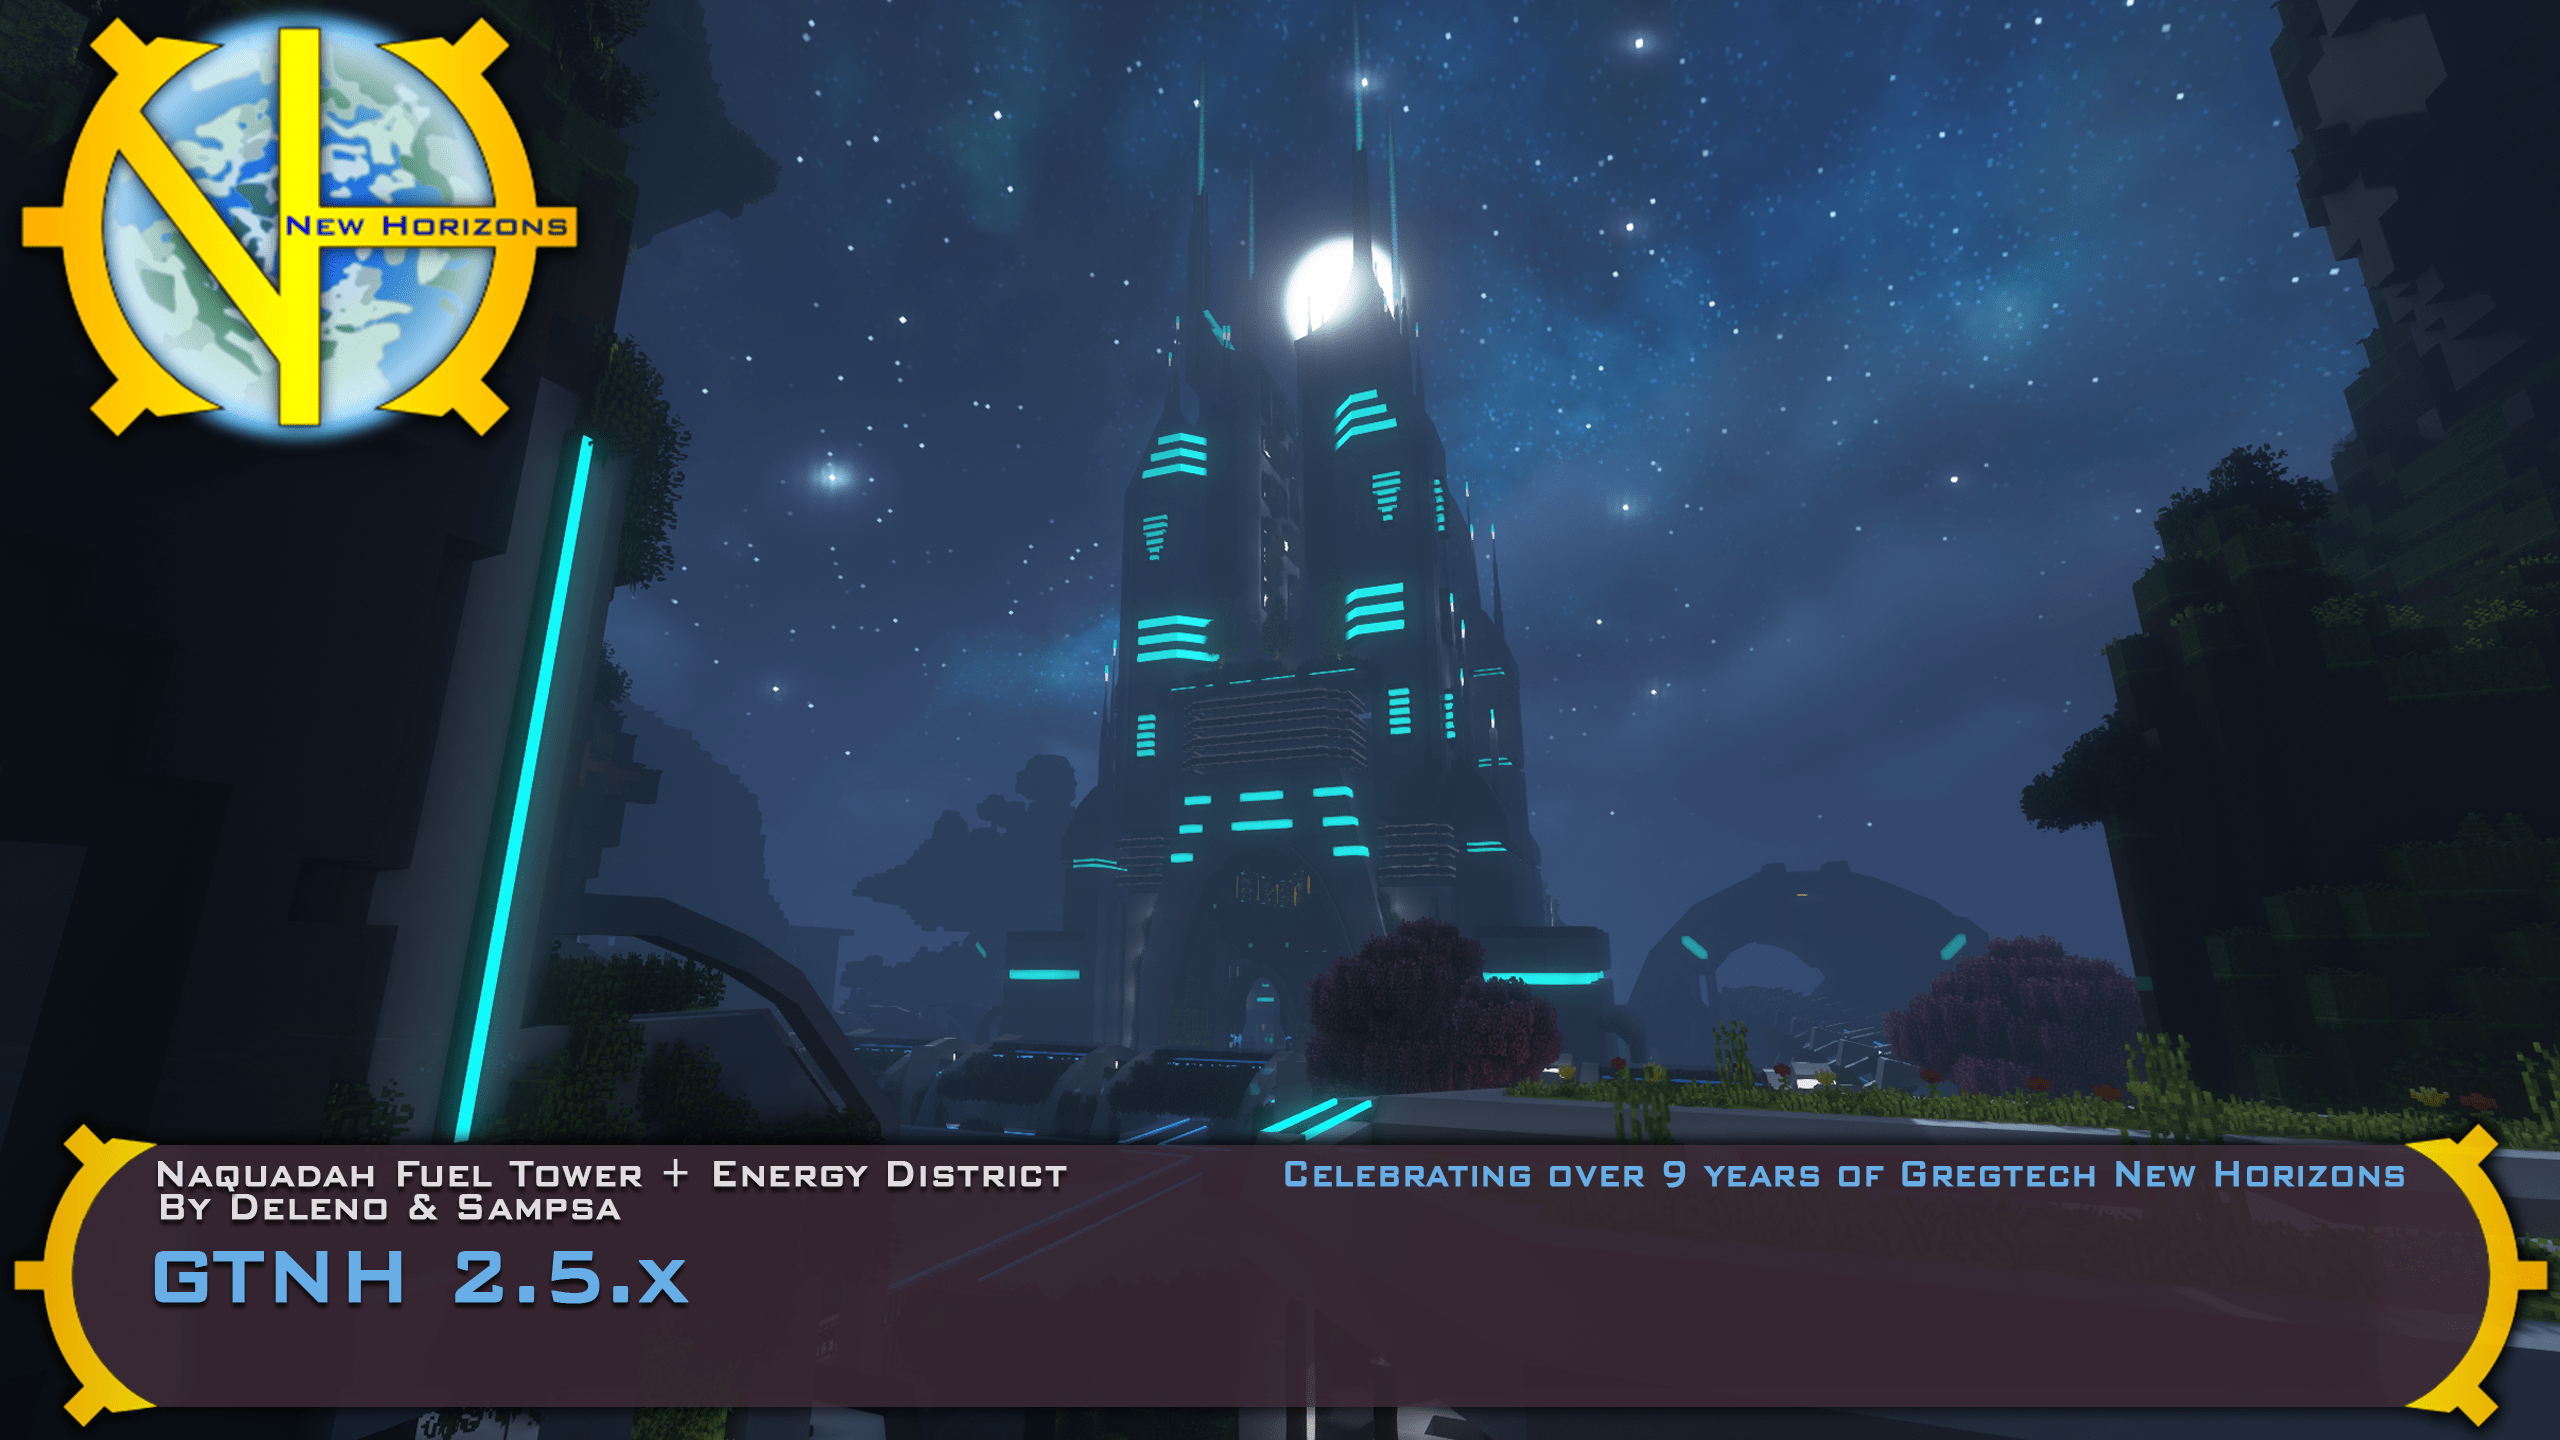 New Horizons
Naquadah Fuel Tower + Energy District
By Deleno & Sampsa
Celebrating over 9 years of Gregtech New Horizons
GTNH 2.5.x